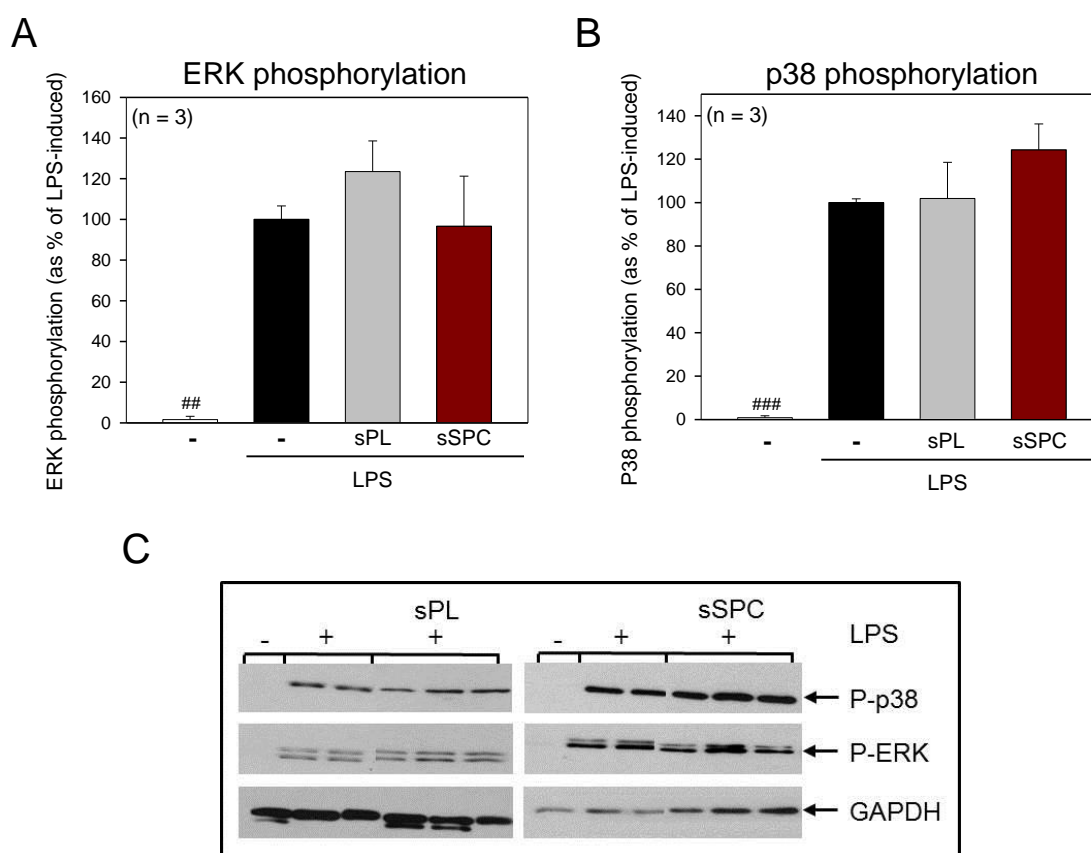 A
ERK phosphorylation
ERK phosphorylation (as % of LPS-induced)
160
140
120
100
80
60
40
20
0
(n = 3)
##
- - sPL sSPC
LPS
B
p38 phosphorylation
P38 phosphorylation (as % of LPS-induced)
140
120
100
80
60
40
20
0
(n = 3)
###
- - sPL sSPC
LPS
C
sPL sSPC
- + + - + + LPS
P-p38
P-ERK
GAPDH